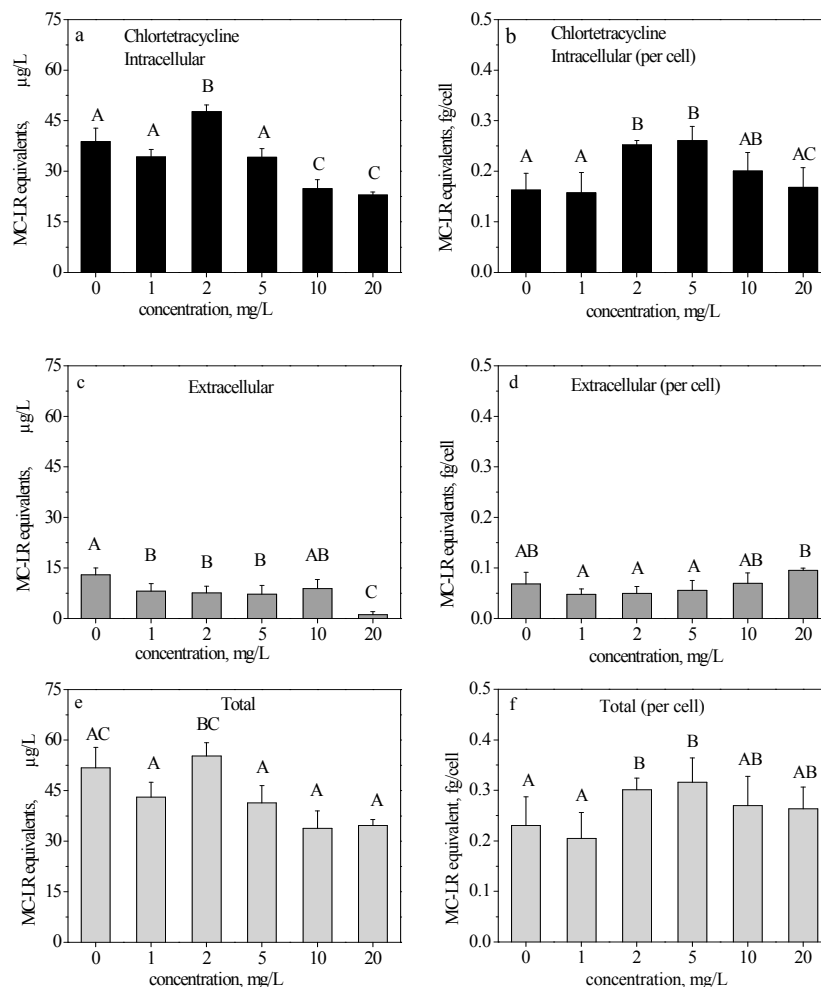 a
Chlortetracycline
Intracellular
MC-LR equivalents, µg/L
75
60
45
30
15
0
A
A
B
A
C
C
0 1 2 5 10 20
concentration, mg/L
b
Chlortetracycline
Intracellular (per cell)
MC-LR equivalents, fg/cell
0.5
0.4
0.3
0.2
0.1
0.0
A
A
B
B
AB
AC
0 1 2 5 10 20
concentration, mg/L
c
Extracellular
MC-LR equivalents, µg/L
75
60
45
30
15
0
A
B
B
B
AB
C
0 1 2 5 10 20
concentration, mg/L
d
Extracellular (per cell)
MC-LR equivalents, fg/cell
0.5
0.4
0.3
0.2
0.1
0.0
AB
A
A
A
AB
B
0 1 2 5 10 20
concentration, mg/L
e
Total
MC-LR equivalents, µg/L
75
60
45
30
15
0
AC
A
BC
A
A
A
0 1 2 5 10 20
concentration, mg/L
f
Total (per cell)
MC-LR equivalent, fg/cell
0.5
0.4
0.3
0.2
0.1
0.0
A
A
B
B
AB
AB
0 1 2 5 10 20
concentration, mg/L